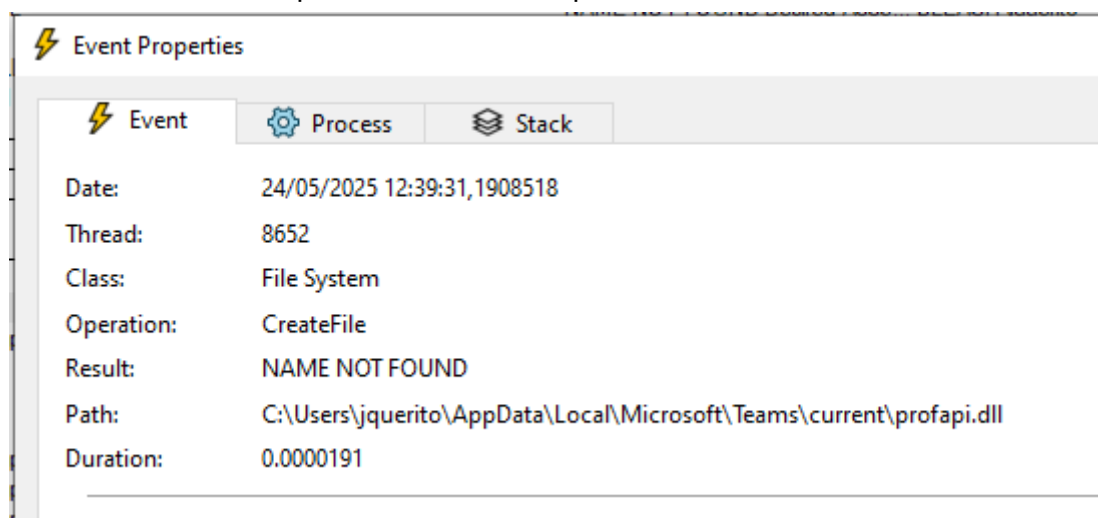 Event Properties
Event Process Stack
Date: 24/05/2025 12:39:31,1908518
Thread: 8652
Class: File System
Operation: CreateFile
Result: NAME NOT FOUND
Path: C:\Users\jquerito\AppData\Local\Microsoft\Teams\current\profapi.dll
Duration: 0.0000191